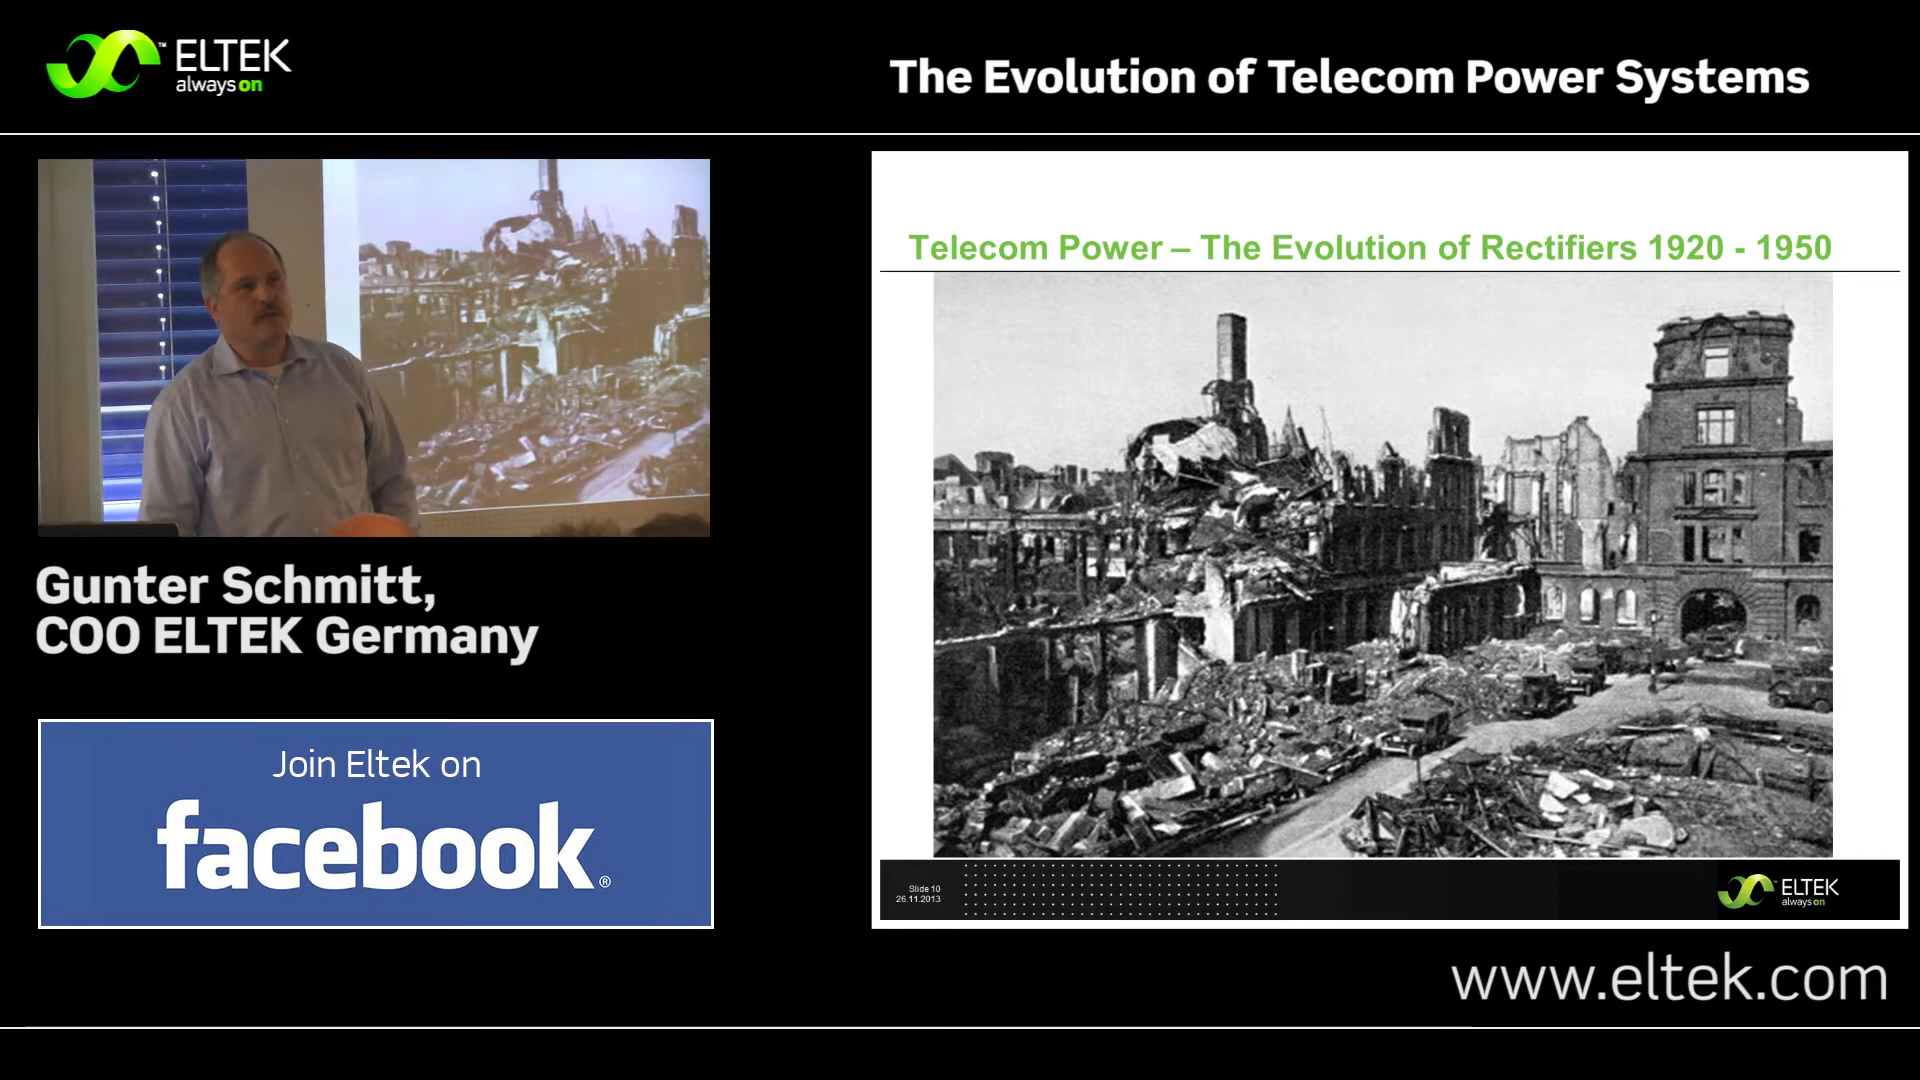 ™ ELTEK
always on
The Evolution of Telecom Power Systems
Telecom Power – The Evolution of Rectifiers 1920 - 1950
Gunter Schmitt,
COO ELTEK Germany
Join Eltek on
facebook®
Slide 10
26.11.2013
ELTEK
always on
www.eltek.com